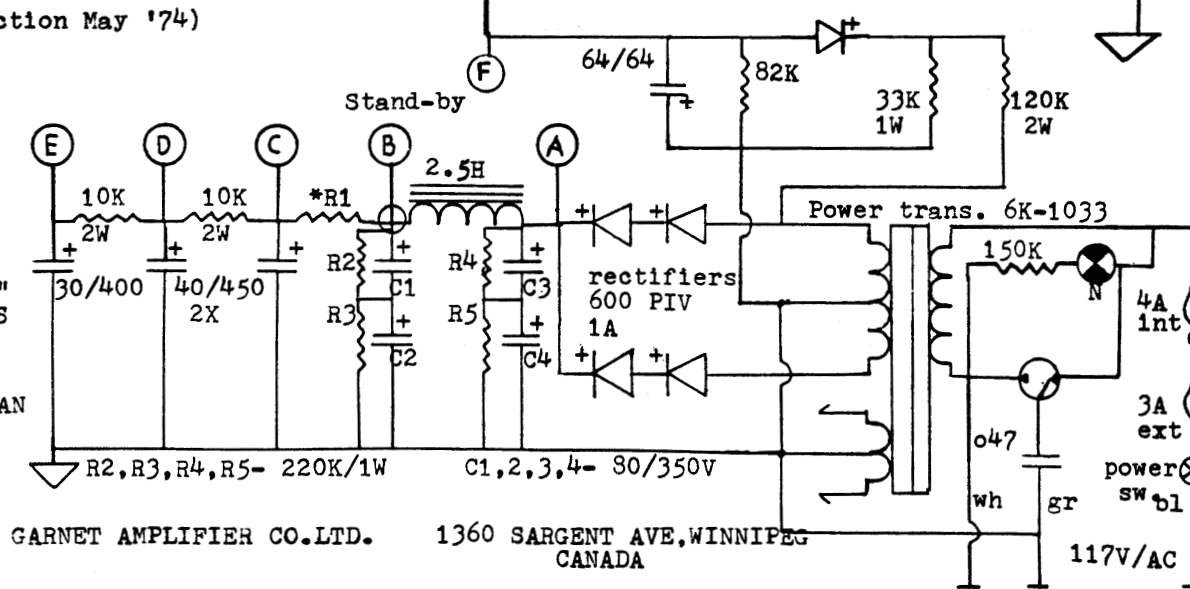 ction May '74)
F
64/64
+
82K
+
33K
1W
120K
2W
Stand-by
E
D
C
B
A
2.5H
10K
2W
10K
2W
*R1
+
+
Power trans. 6K-1033
+
+
+
R2
+
C1
R4
+
C3
rectifiers
600 PIV
1A
150K
N
"
S
30/400
40/450
2X
R3
+
C2
R5
+
C4
+
+
4A
int
AN
3A
ext
o47
R2,R3,R4,R5- 220K/1W
C1,2,3,4- 80/350V
power
sw.
bl
wh
gr
GARNET AMPLIFIER CO.LTD.
1360 SARGENT AVE,WINNIPEG
CANADA
117V/AC